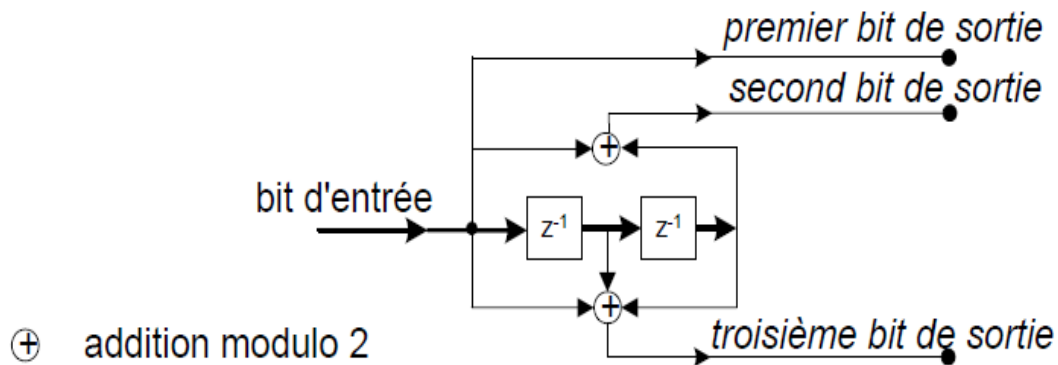 premier bit de sortie
second bit de sortie
+
bit d'entrée
z-1
z-1
+
+ addition modulo 2
troisième bit de sortie